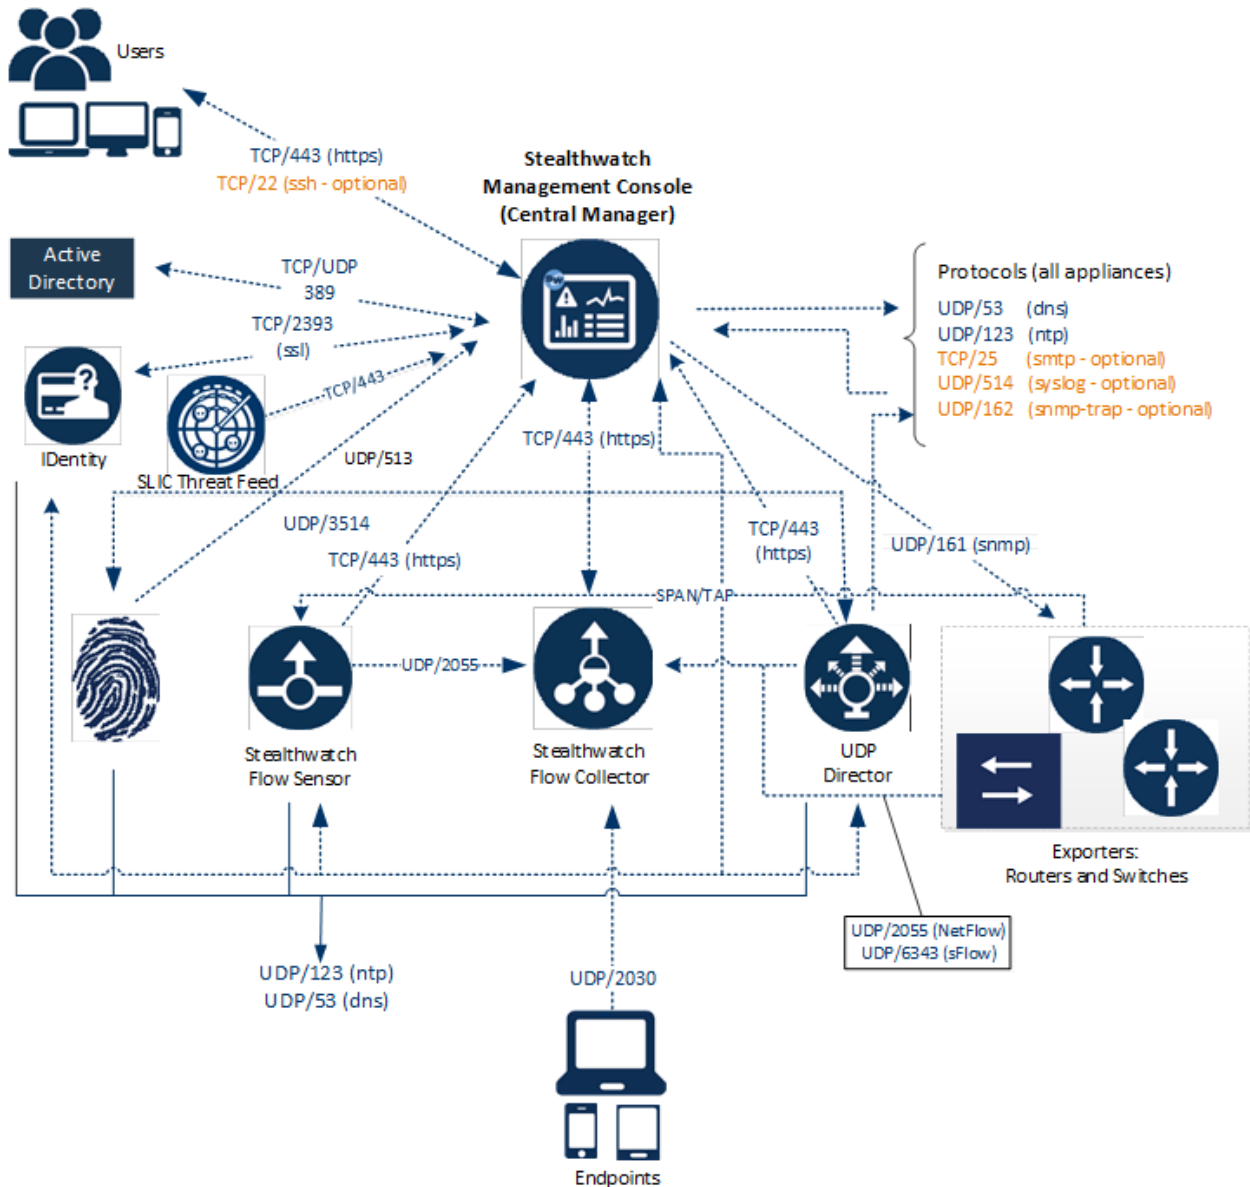 Users
TCP/443 (https)
TCP/22 (ssh - optional)
Stealthwatch
Management Console
(Central Manager)
Active
Directory
TCP/UDP
389
TCP/2393
(ssl)
TCP/443
IDentity
SLIC Threat Feed
Protocols (all appliances)
UDP/53 (dns)
UDP/123 (ntp)
TCP/25 (smtp - optional)
UDP/514 (syslog - optional)
UDP/162 (snmp-trap - optional)
TCP/443 (https)
UDP/513
UDP/3514
TCP/443 (https)
TCP/443
(https)
UDP/161 (snmp)
SPAN/TAP
UDP/2055
Stealthwatch
Flow Sensor
Stealthwatch
Flow Collector
UDP
Director
Exporters:
Routers and Switches
UDP/2055 (NetFlow)
UDP/6343 (sFlow)
UDP/123 (ntp)
UDP/53 (dns)
UDP/2030
Endpoints